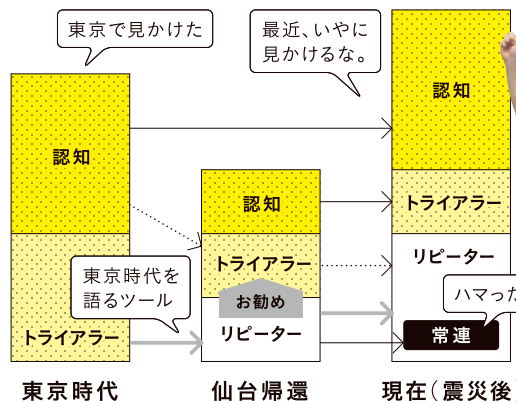 東京で見かけた
最近、いやに
見かけるな。
認知
認知
認知
トライアラー
トライアラー
お勧め
リピーター
東京時代を
語るツール
トライアラー
リピーター
ハマった
常連
東京時代
仙台帰還
現在（震災後